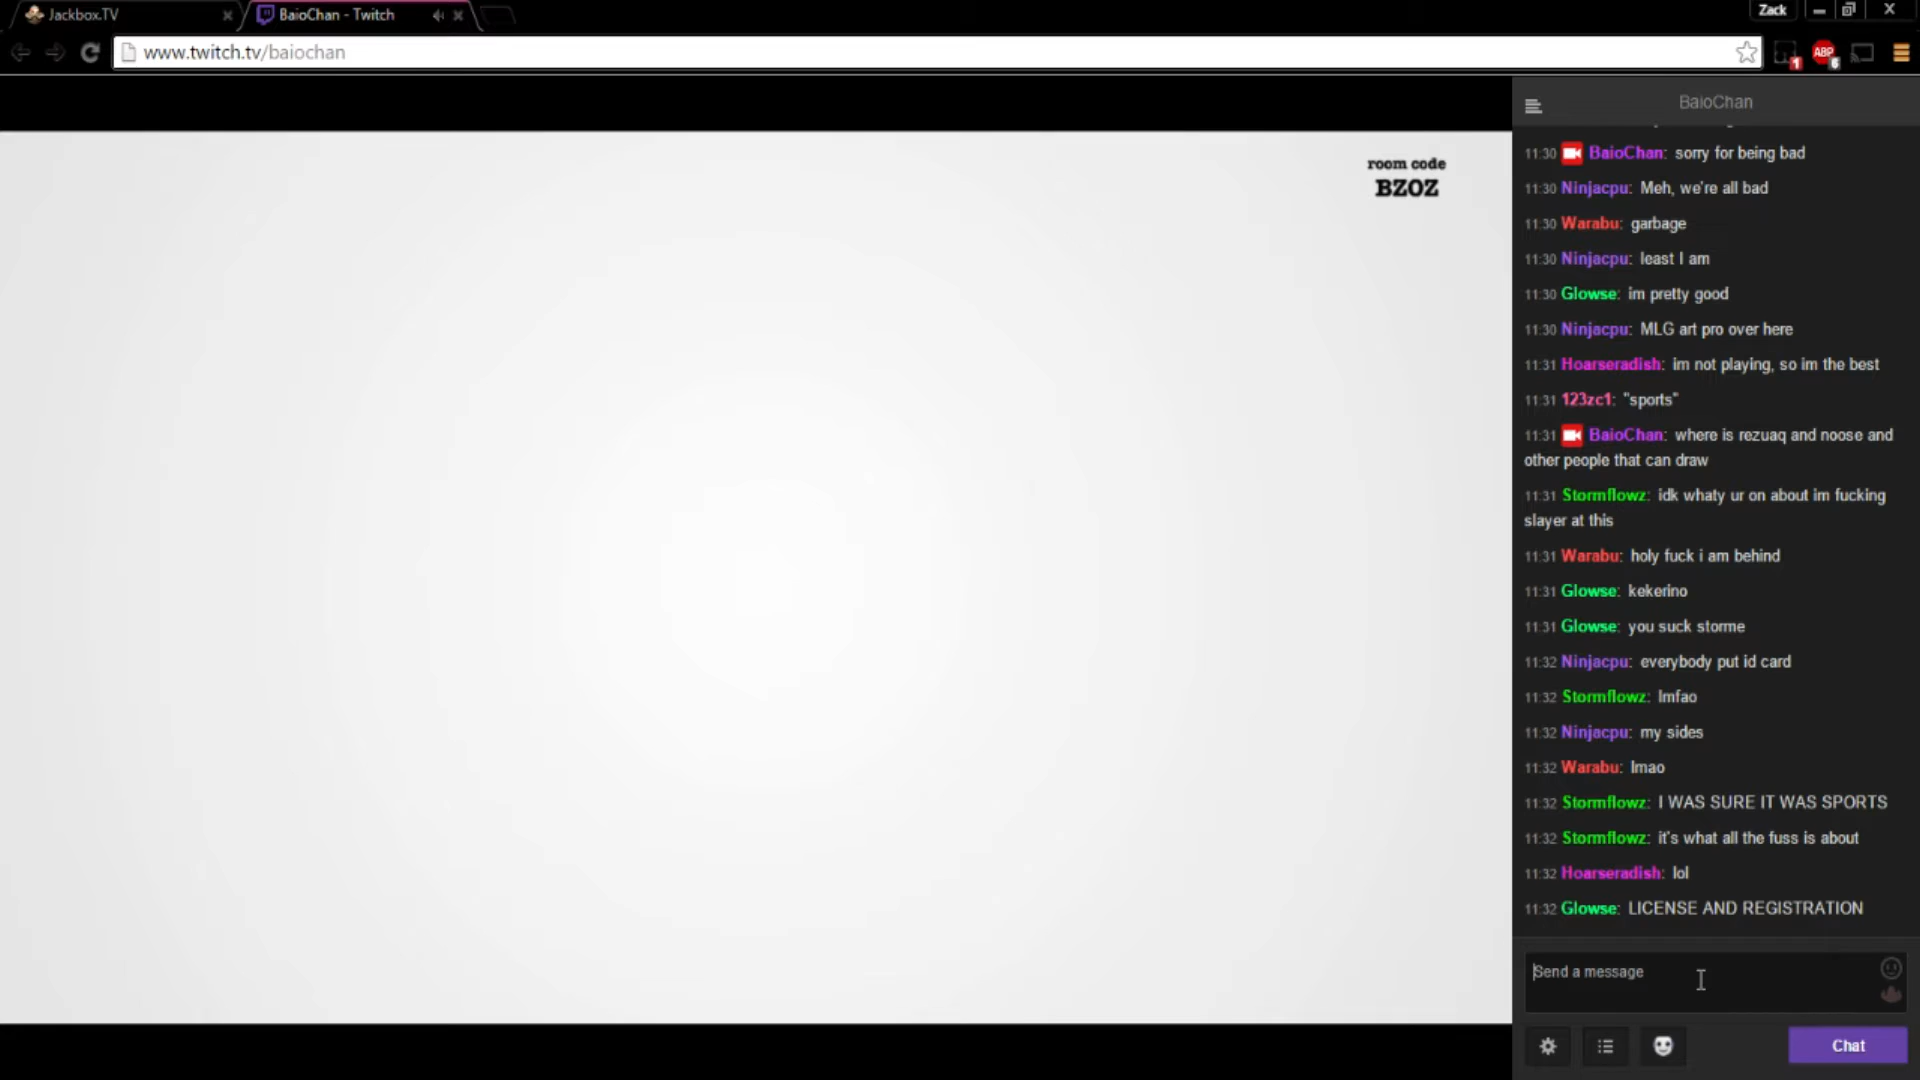 Jackbox.TV
BaioChan - Twitch
Zack
www.twitch.tv/baiochan
1
ABP
6
room code
BZOZ
BaioChan
11:30 BaioChan: sorry for being bad
11:30 Ninjacpu: Meh, we're all bad
11:30 Warabu: garbage
11:30 Ninjacpu: least I am
11:30 Glowse: im pretty good
11:30 Ninjacpu: MLG art pro over here
11:31 Hoarseradish: im not playing, so im the best
11:31 123zc1: "sports"
11:31 BaioChan: where is rezuaq and noose and
other people that can draw
11:31 Stormflowz: idk whaty ur on about im fucking
slayer at this
11:31 Warabu: holy fuck i am behind
11:31 Glowse: kekerino
11:31 Glowse: you suck storme
11:32 Ninjacpu: everybody put id card
11:32 Stormflowz: lmfao
11:32 Ninjacpu: my sides
11:32 Warabu: lmao
11:32 Stormflowz: I WAS SURE IT WAS SPORTS
11:32 Stormflowz: it's what all the fuss is about
11:32 Hoarseradish: lol
11:32 Glowse: LICENSE AND REGISTRATION
Send a message
Chat